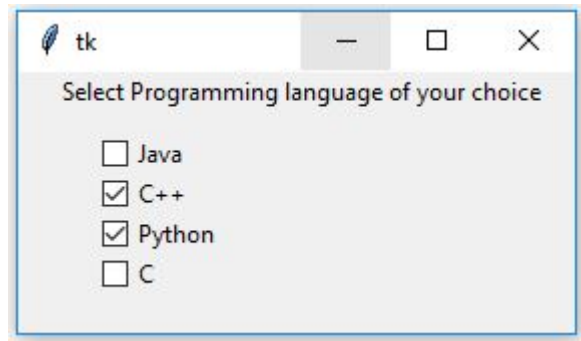 tk
Select Programming language of your choice
Java
C++
Python
C